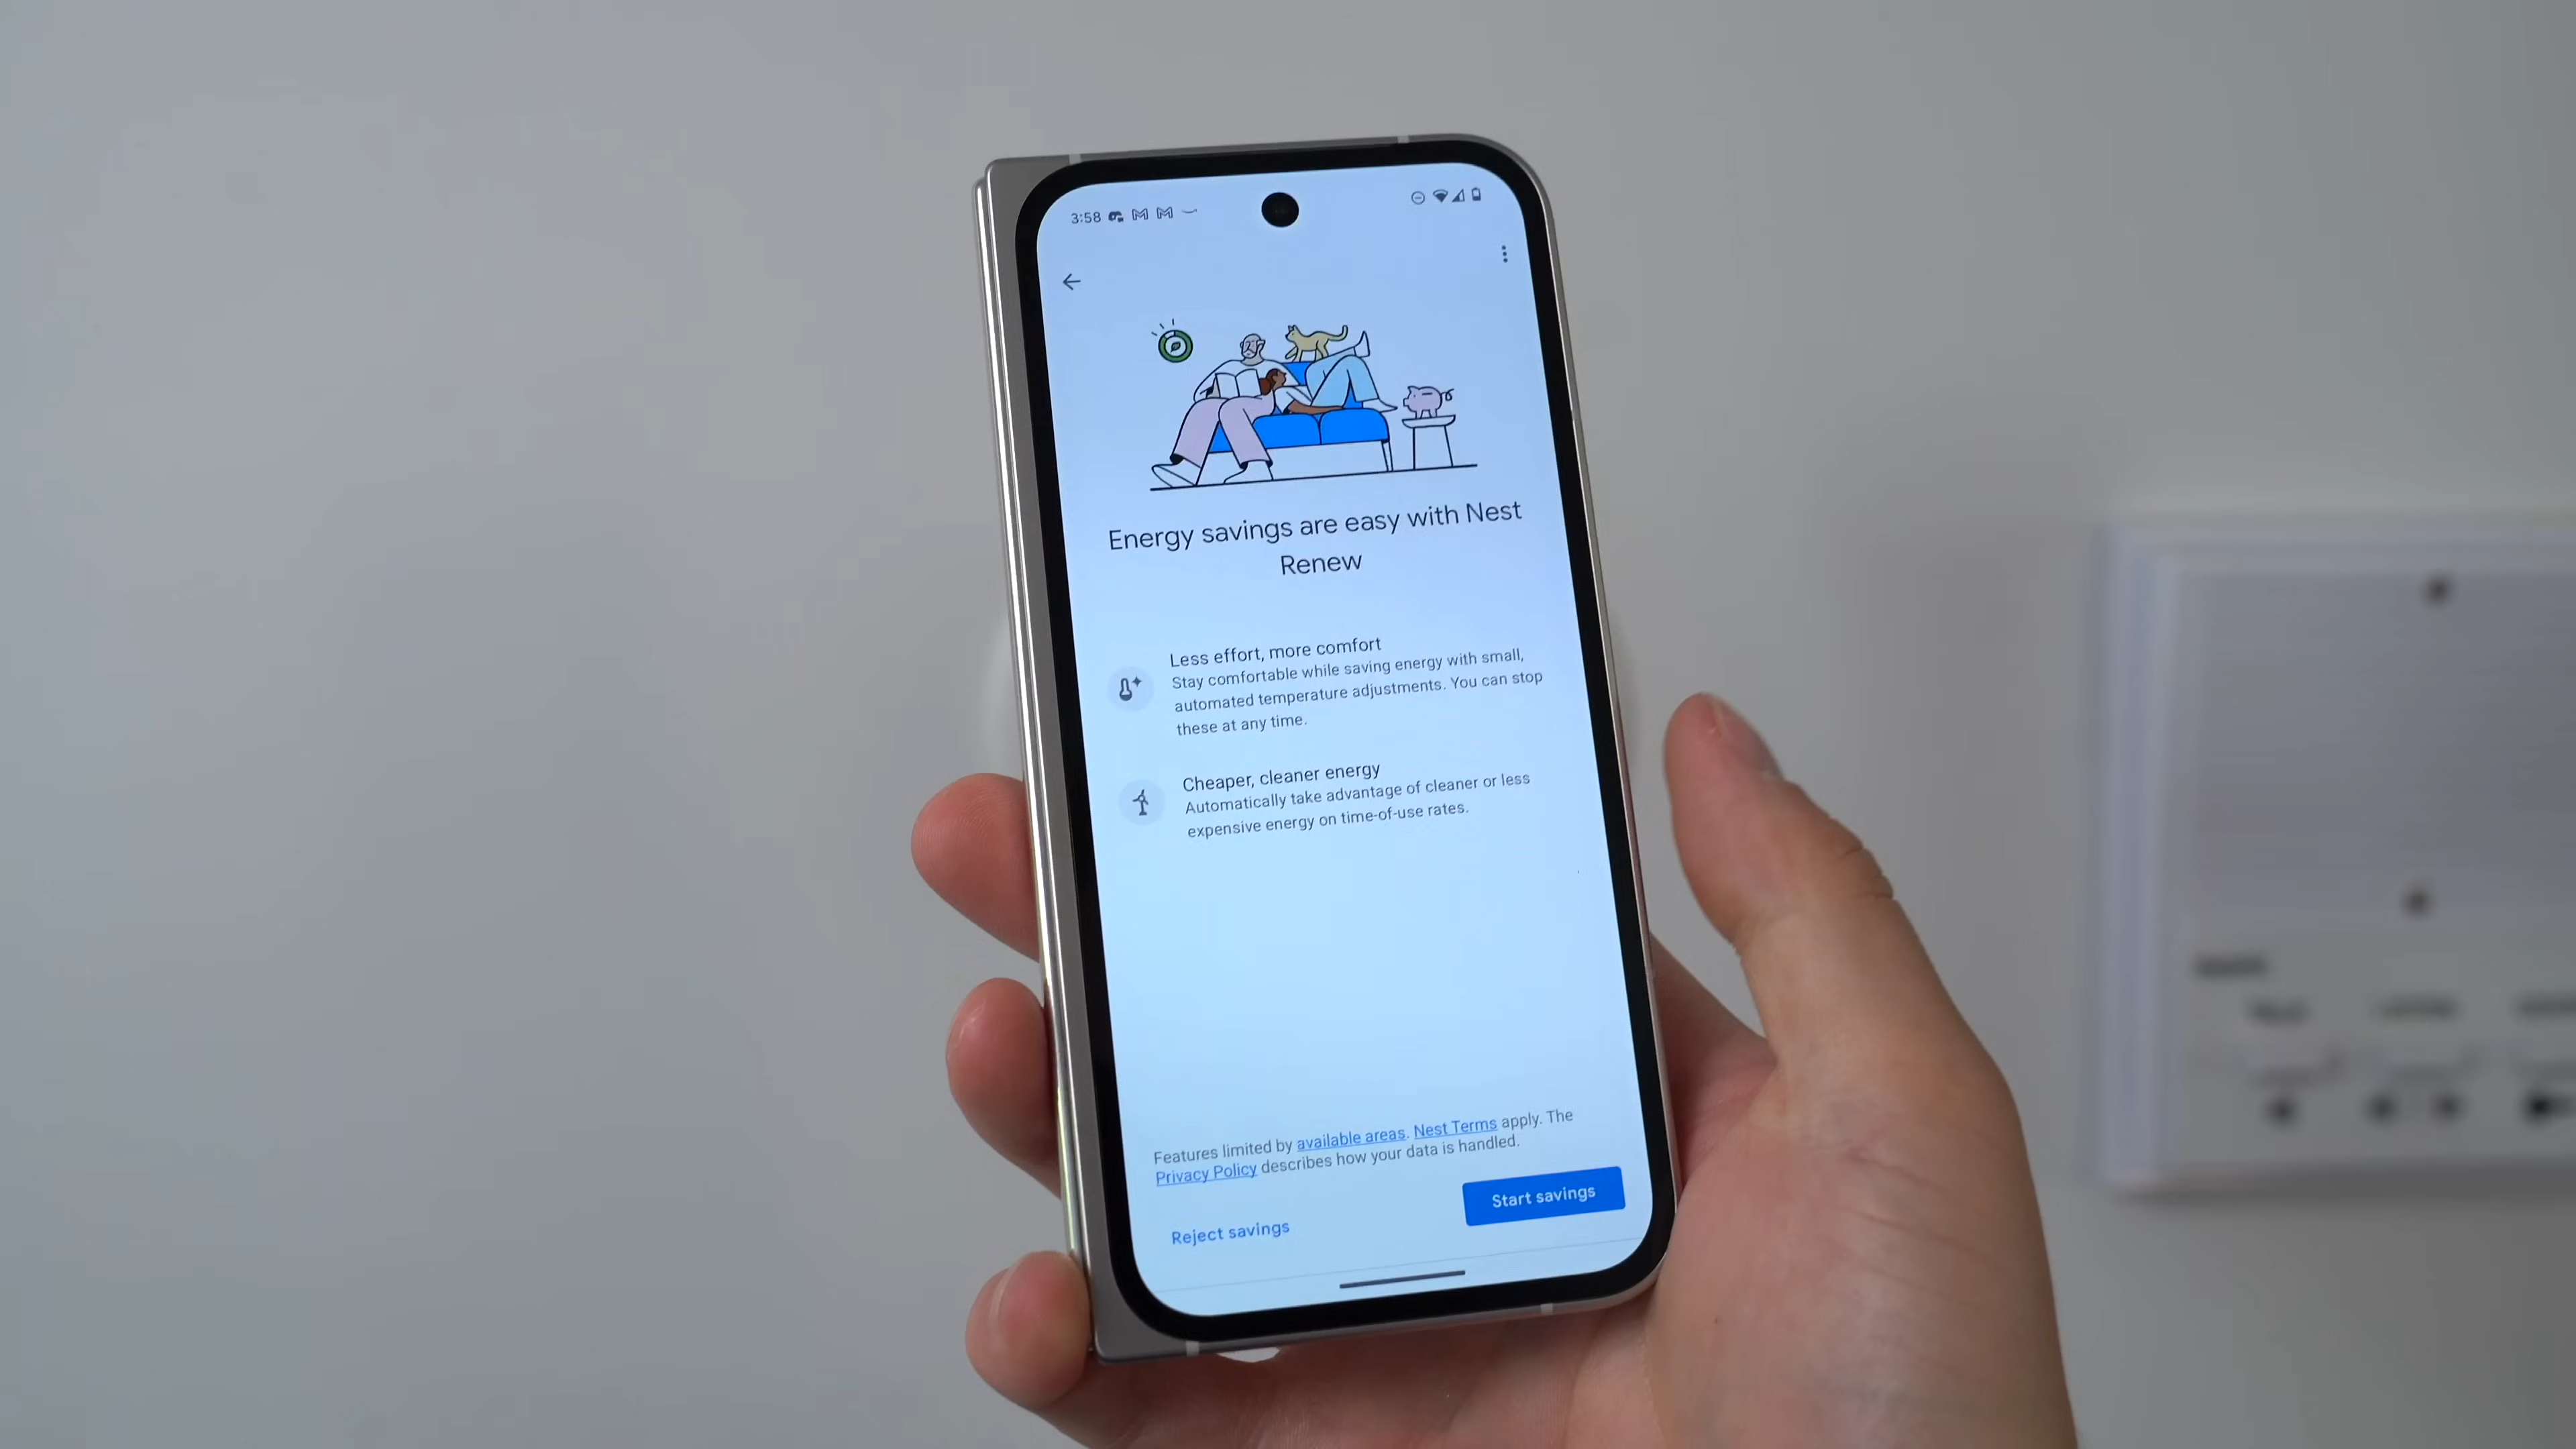 3:58
Energy savings are easy with Nest
Renew
Less effort, more comfort
Stay comfortable while saving energy with small,
automated temperature adjustments. You can stop
these at any time.
Cheaper, cleaner energy
Automatically take advantage of cleaner or less
expensive energy on time-of-use rates.
Features limited by available areas. Nest Terms apply. The
Privacy Policy describes how your data is handled.
Reject savings
Start savings